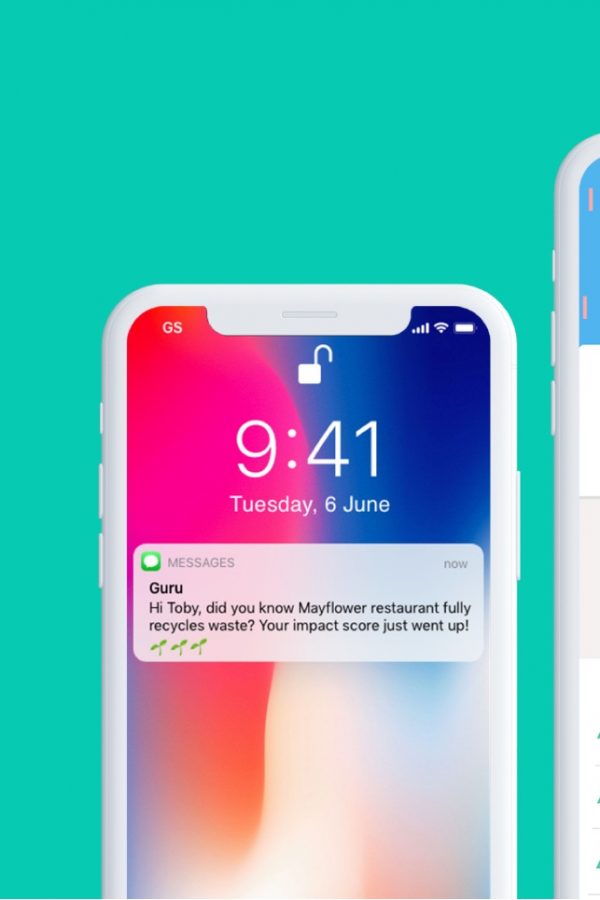 GS
9:41
Tuesday, 6 June
MESSAGES now
Guru
Hi Toby, did you know Mayflower restaurant fully
recycles waste? Your impact score just went up!
🌱🌱🌱